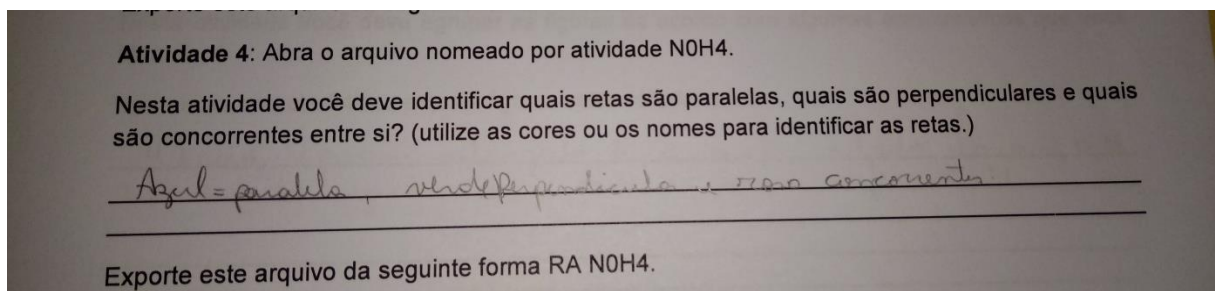 Atividade 4: Abra o arquivo nomeado por atividade N0H4.
Nesta atividade você deve identificar quais retas são paralelas, quais são perpendiculares e quais
são concorrentes entre si? (utilize as cores ou os nomes para identificar as retas.)
Azul = paralela, verde perpendicular e roxo concorrentes
Exporte este arquivo da seguinte forma RA N0H4.